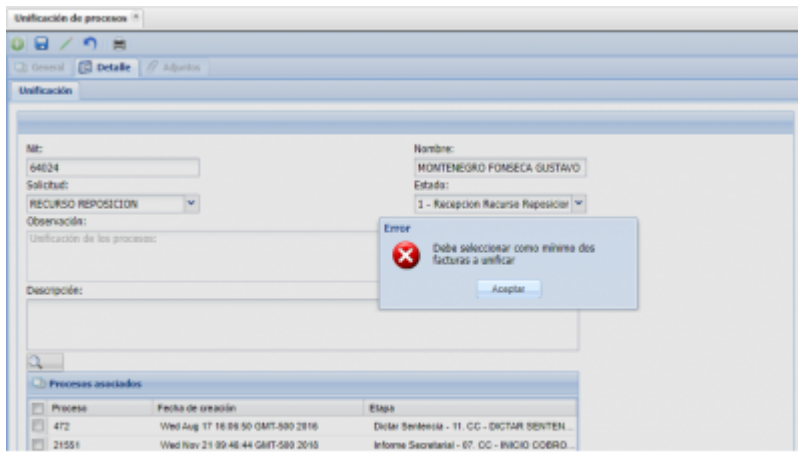 Unificación de procesos
General Detalle Adjuntos
Unificación
Nit: Nombre:
64024 MONTENEGRO FONSECA GUSTAVO
Solicitud: Estado:
RECURSO REPOSICION 1 - Recepcion Recurso Reposicion
Observación:
Unificación de los procesos:
Error
Debe seleccionar como mínimo dos
facturas a unificar
Aceptar
Descripción:
Procesos asociados
Proceso Fecha de creación Etapa
472 Wed Aug 17 16:06:50 GMT-500 2016 Dictar Sentencia - 11. CC - DICTAR SENTEN...
21551 Wed Nov 21 09:46:44 GMT-500 2018 Informe Secretarial - 07. CC - INICIO COBRO...